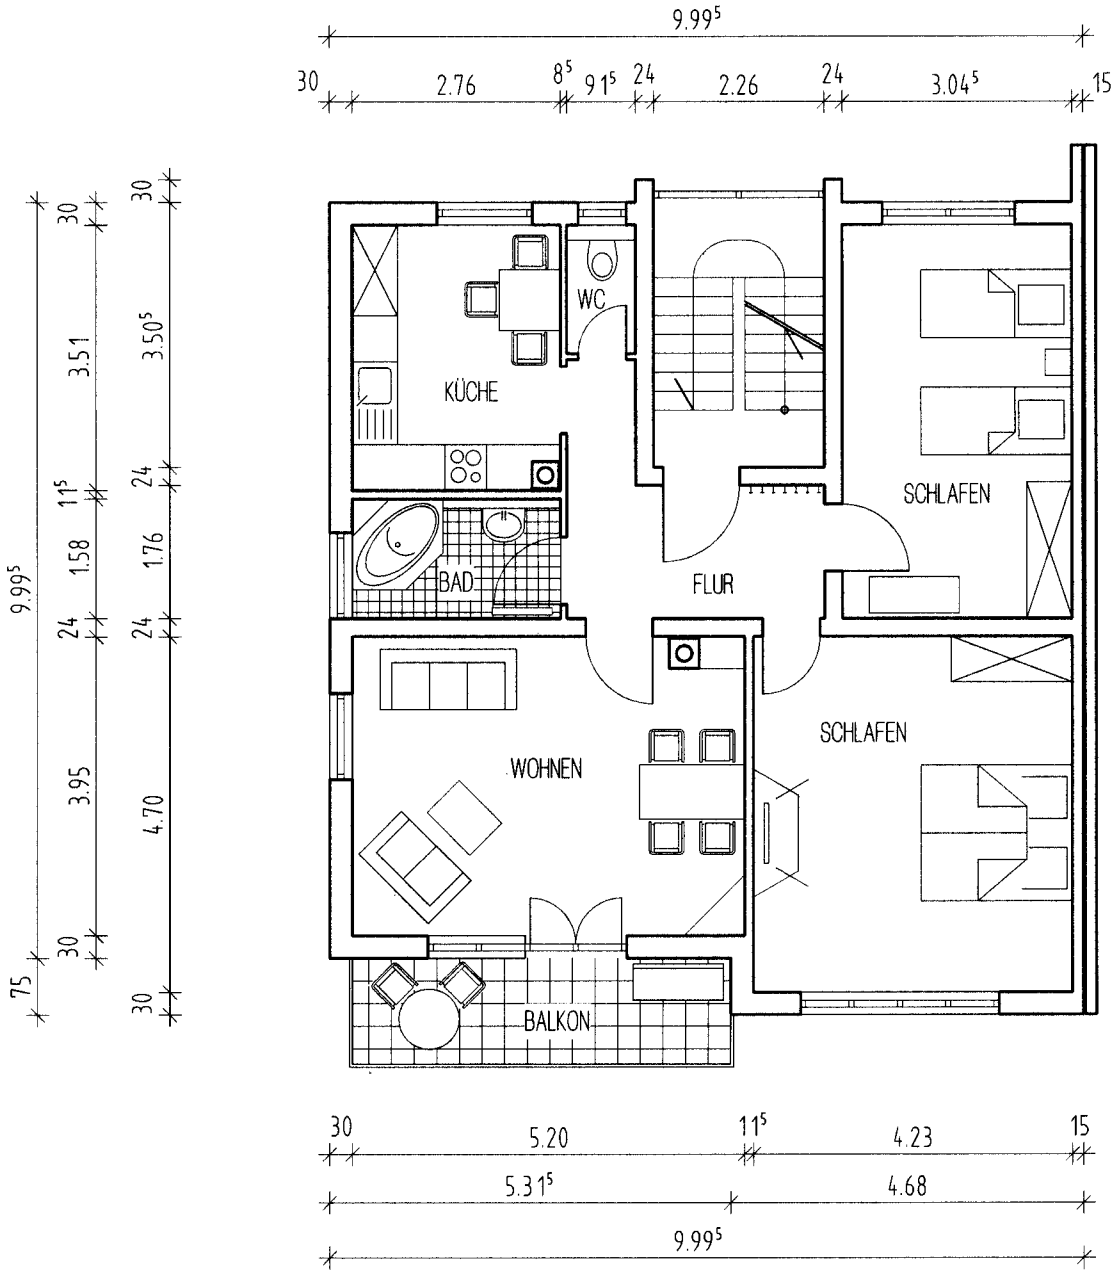 9.99⁵
30 2.76 8⁵ 91⁵ 24 2.26 24 3.04⁵ 15
30
30
3.51
3.50⁵
24
11⁵
1.58
1.76
9.99⁵
24
24
3.95
4.70
30
75
30
WC
KÜCHE
SCHLAFEN
BAD
FLUR
SCHLAFEN
WOHNEN
BALKON
30 5.20 11⁵ 4.23 15
5.31⁵ 4.68
9.99⁵